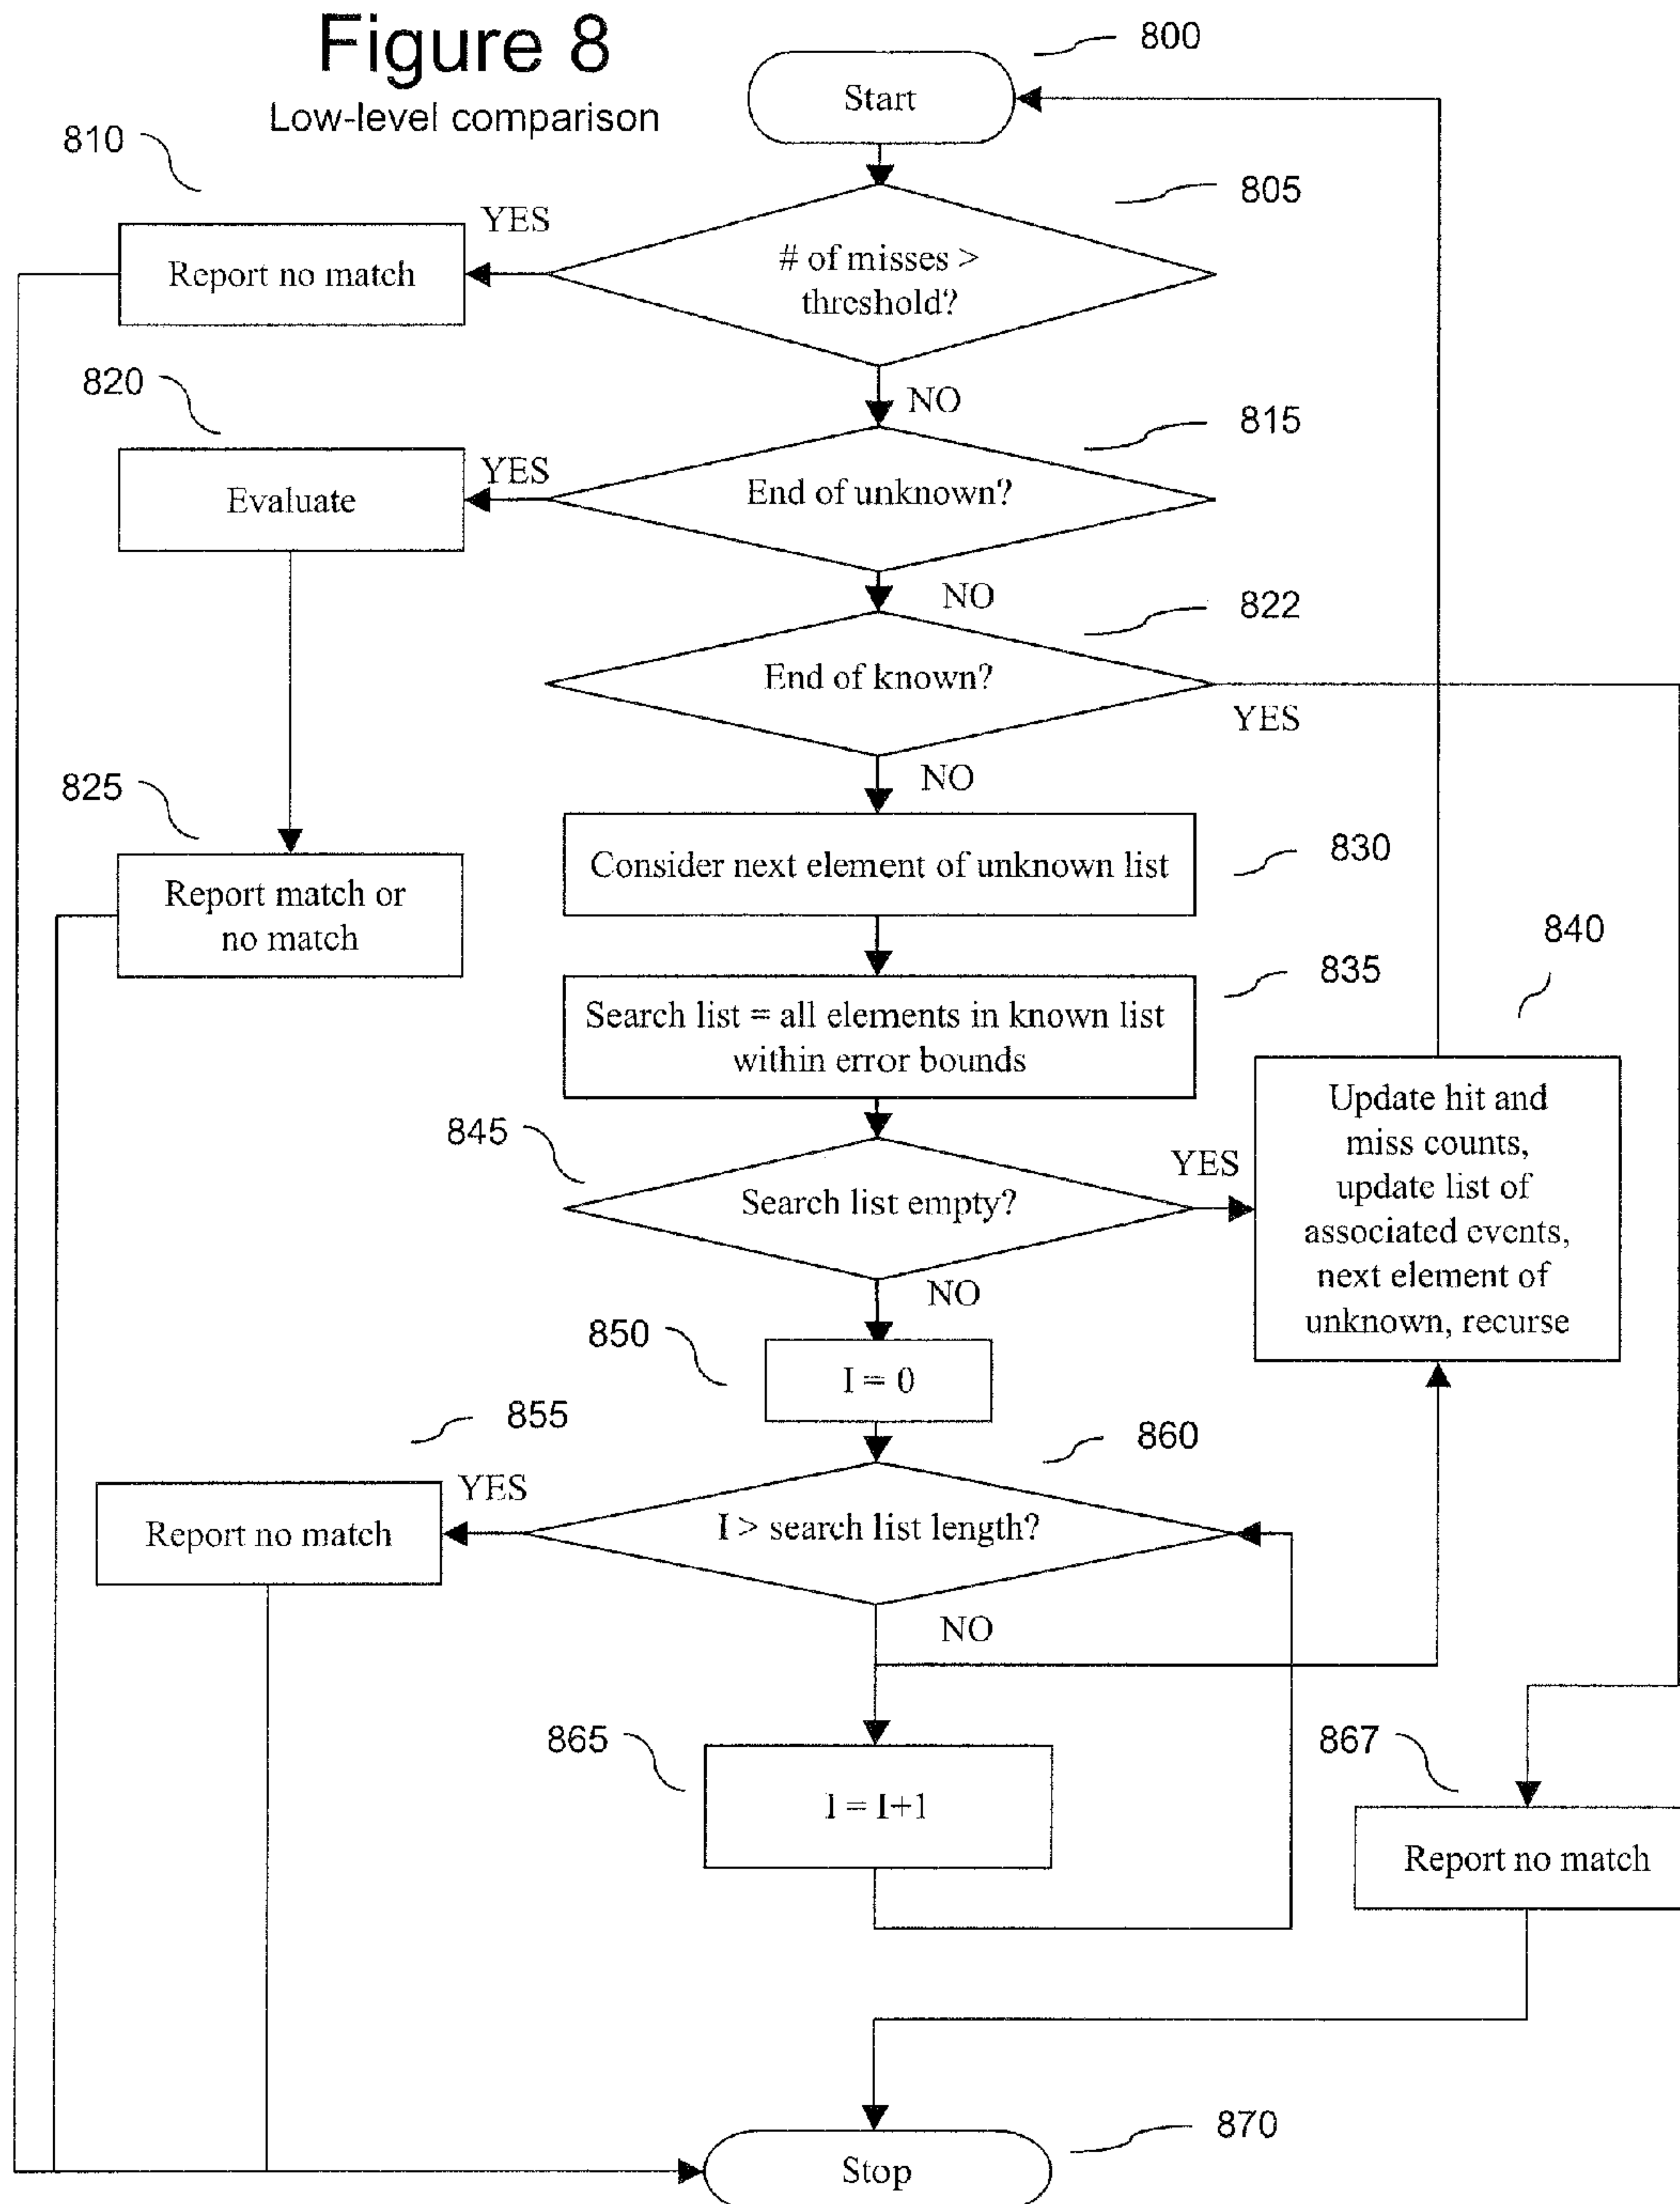 Figure 8
Low-level comparison
800
Start
810
805
YES
Report no match
# of misses >
threshold?
820
NO
815
YES
Evaluate
End of unknown?
NO
822
End of known?
YES
825
NO
Consider next element of unknown list
830
Report match or
no match
840
835
Search list = all elements in known list
within error bounds
845
YES
Search list empty?
Update hit and
miss counts,
update list of
associated events,
next element of
unknown, recurse
NO
850
I = 0
855
860
YES
Report no match
I > search list length?
NO
865
I = I+1
867
Report no match
870
Stop